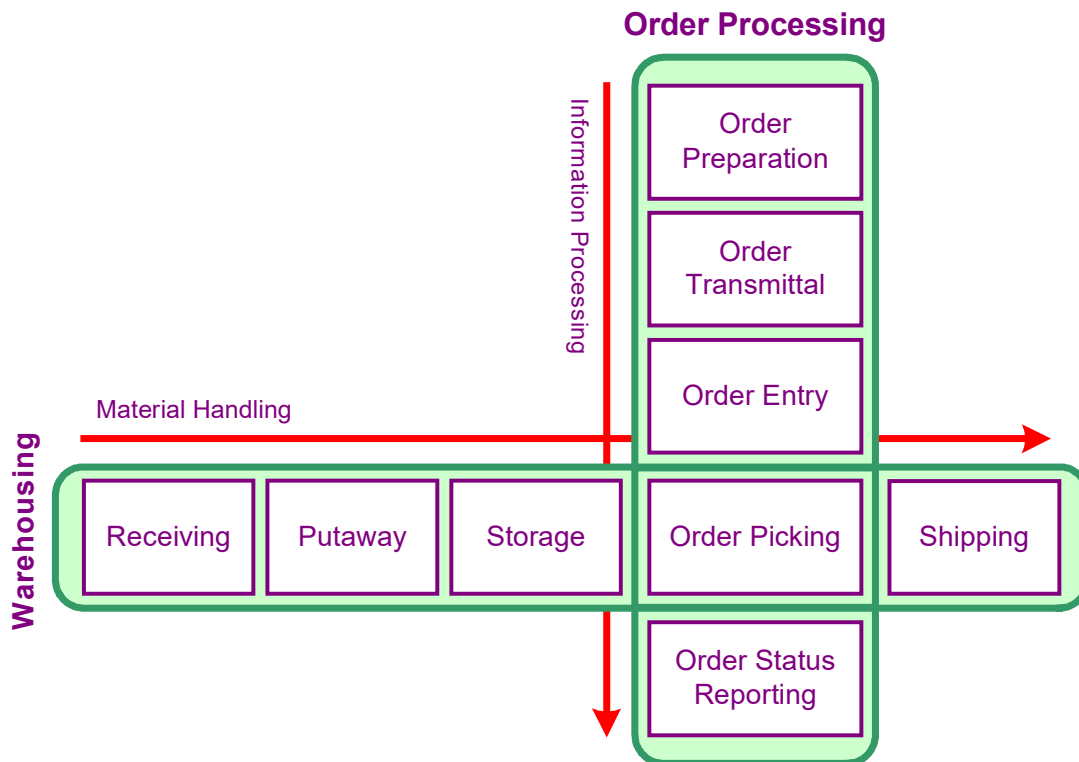 Order Processing
Information Processing
Order
Preparation
Order
Transmittal
Order Entry
Material Handling
Warehousing
Receiving
Putaway
Storage
Order Picking
Shipping
Order Status
Reporting